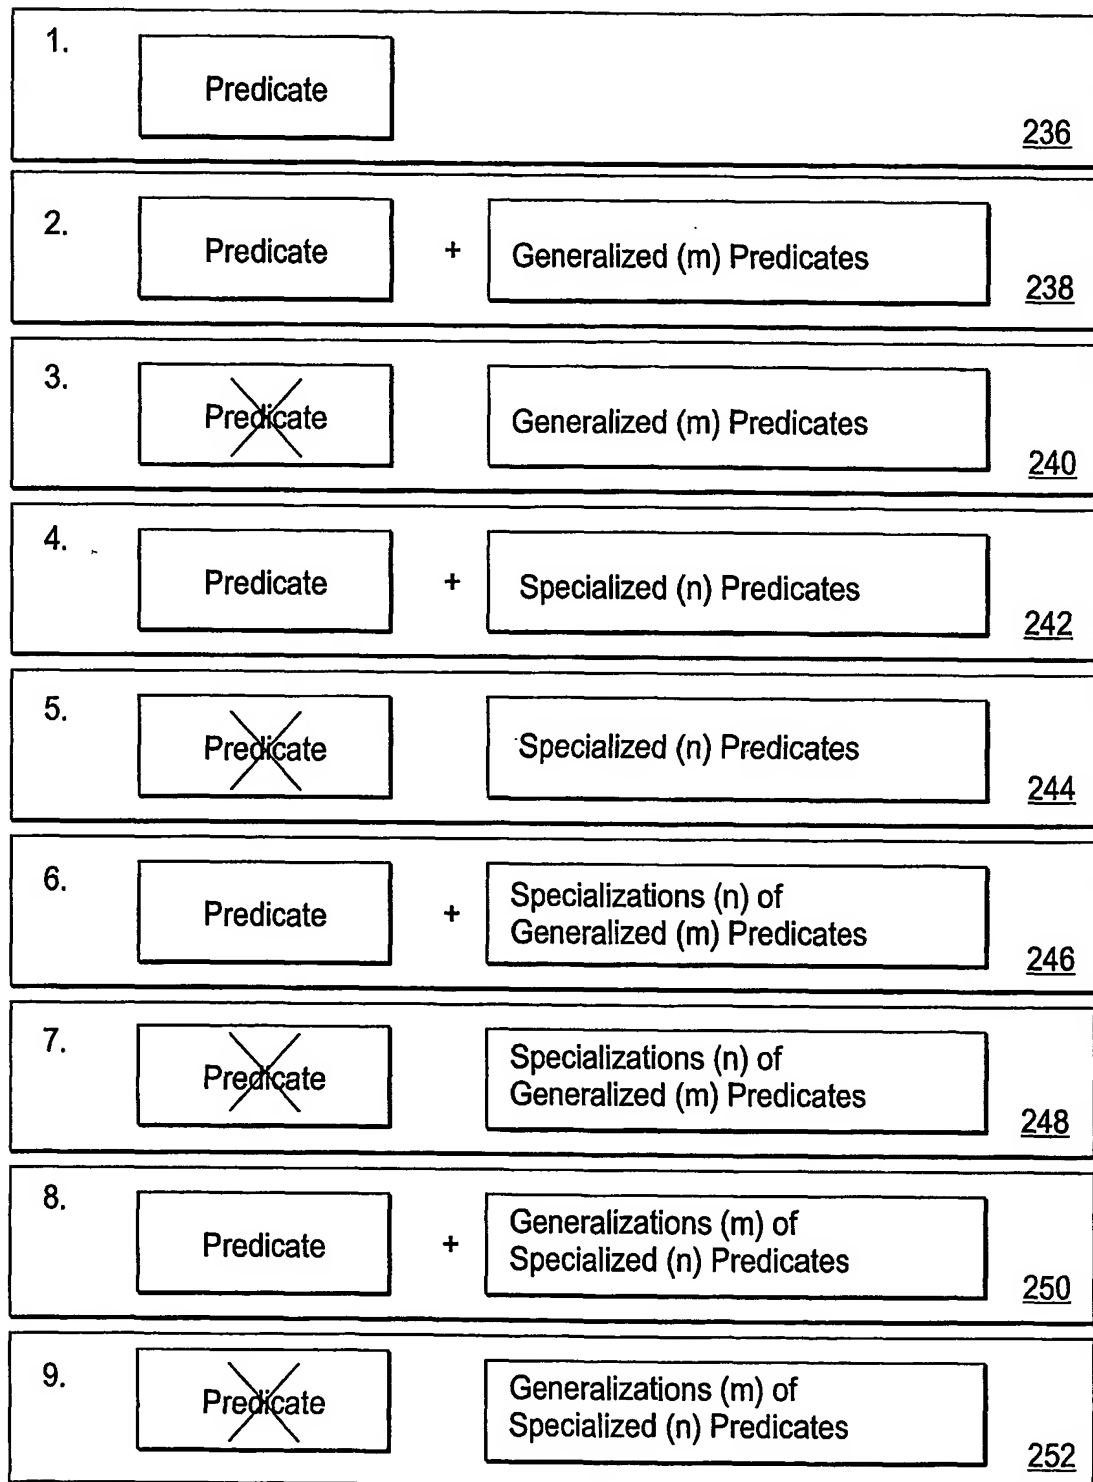 1.
Predicate
236
2.
Predicate + Generalized (m) Predicates
238
3.
Predicate Generalized (m) Predicates
240
4.
Predicate + Specialized (n) Predicates
242
5.
Predicate Specialized (n) Predicates
244
6.
Predicate + Specializations (n) of
Generalized (m) Predicates
246
7.
Predicate Specializations (n) of
Generalized (m) Predicates
248
8.
Predicate + Generalizations (m) of
Specialized (n) Predicates
250
9.
Predicate Generalizations (m) of
Specialized (n) Predicates
252